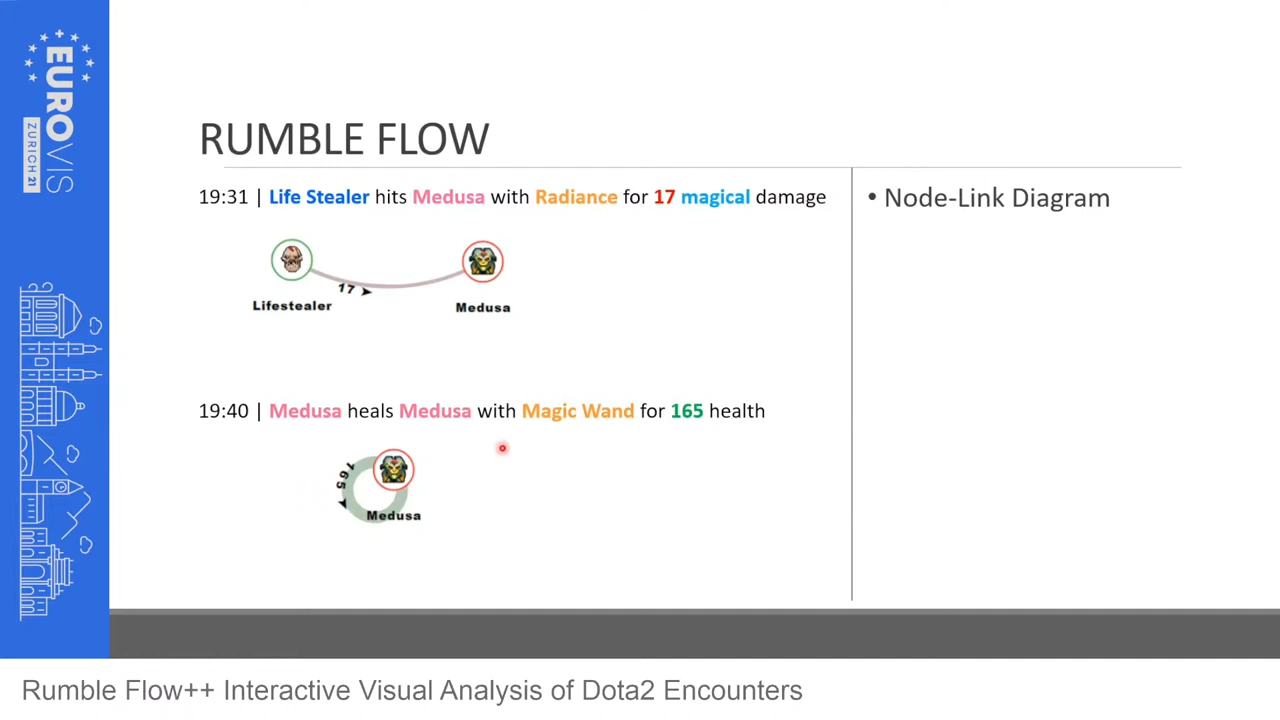 EUROVIS
ZURICH 21
RUMBLE FLOW
19:31 | Life Stealer hits Medusa with Radiance for 17 magical damage
17
Lifestealer
Medusa
19:40 | Medusa heals Medusa with Magic Wand for 165 health
165
Medusa
• Node-Link Diagram
Rumble Flow++ Interactive Visual Analysis of Dota2 Encounters